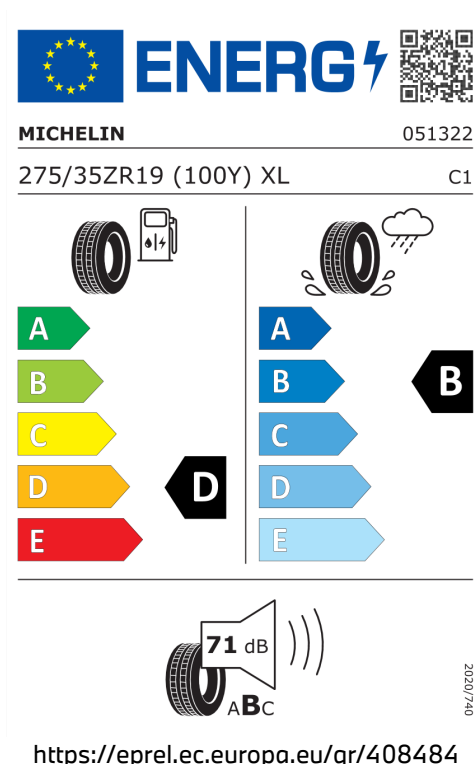 ENERG
MICHELIN 051322
275/35ZR19 (100Y) XL C1
A A
B B B
C C
D D D
E E
71 dB
ABC
2020/740
https://eprel.ec.europa.eu/qr/408484